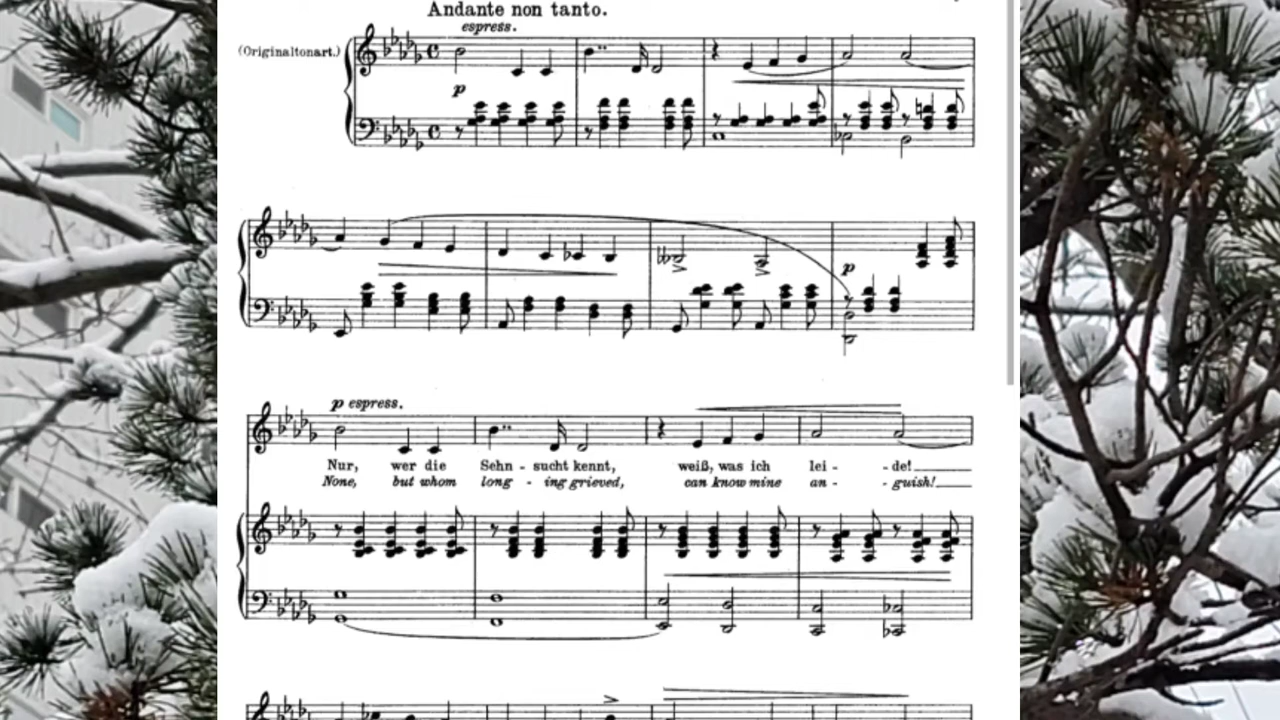 Andante non tanto.
espress.
(Originaltonart.)
p
p
p espress.
Nur, wer die Sehn - sucht kennt, weiß, was ich lei - - de!
None, but whom long - ing grieved, can know mine an - - guish!